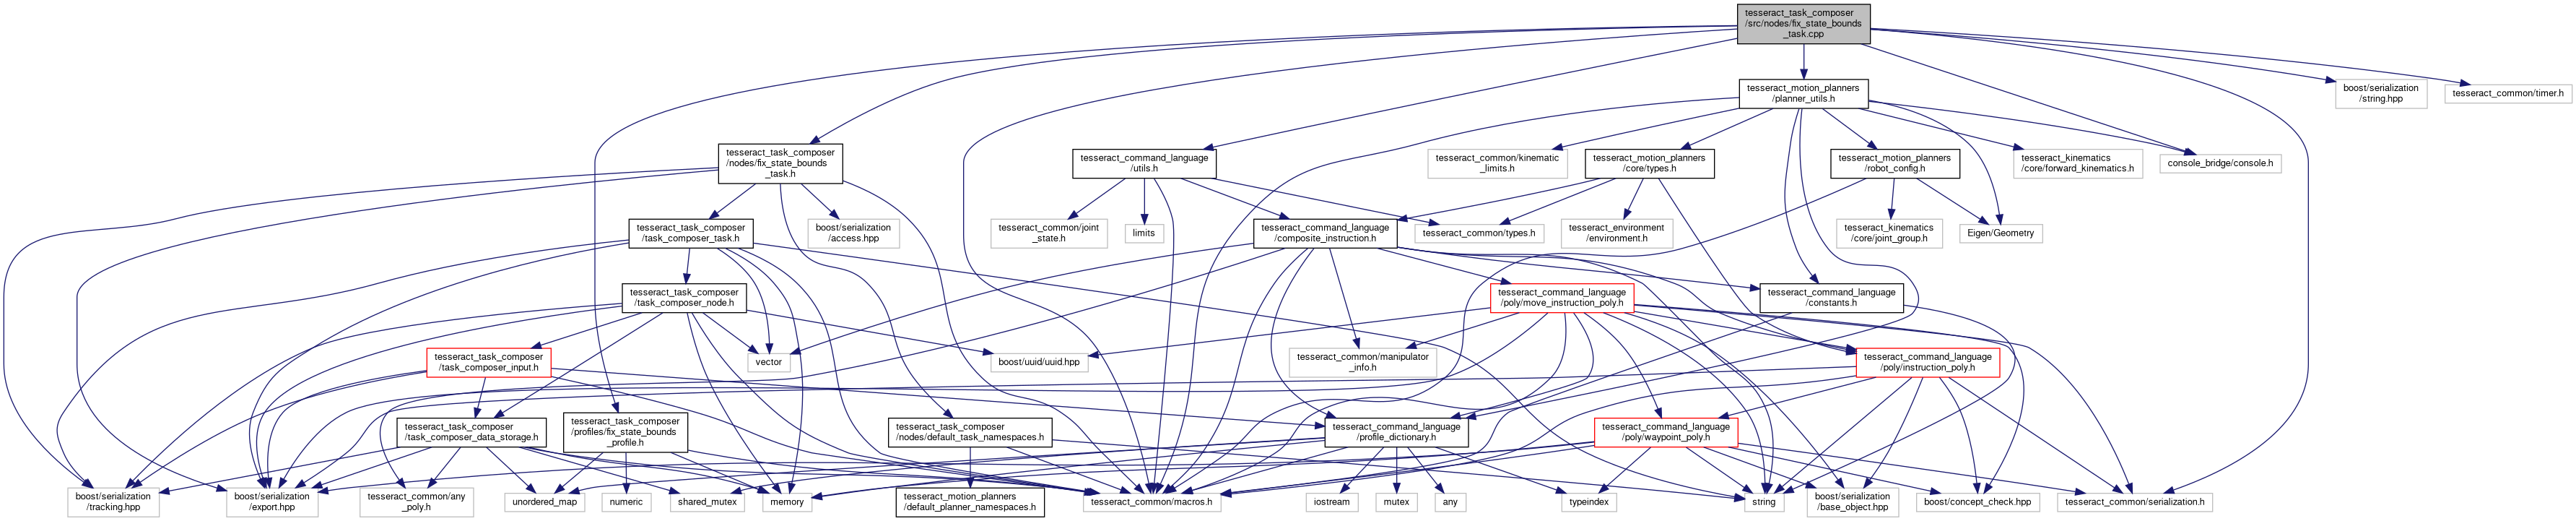 tesseract_task_composer
/src/nodes/fix_state_bounds
_task.cpp
tesseract_motion_planners
/planner_utils.h
boost/serialization
/string.hpp
tesseract_common/timer.h
tesseract_task_composer
/nodes/fix_state_bounds
_task.h
tesseract_command_language
/utils.h
tesseract_common/kinematic
_limits.h
tesseract_motion_planners
/core/types.h
tesseract_motion_planners
/robot_config.h
tesseract_kinematics
/core/forward_kinematics.h
console_bridge/console.h
tesseract_task_composer
/task_composer_task.h
boost/serialization
/access.hpp
tesseract_common/joint
_state.h
limits
tesseract_command_language
/composite_instruction.h
tesseract_common/types.h
tesseract_environment
/environment.h
tesseract_kinematics
/core/joint_group.h
Eigen/Geometry
tesseract_task_composer
/task_composer_node.h
tesseract_command_language
/poly/move_instruction_poly.h
tesseract_command_language
/constants.h
tesseract_task_composer
/task_composer_input.h
vector
boost/uuid/uuid.hpp
tesseract_common/manipulator
_info.h
tesseract_command_language
/poly/instruction_poly.h
tesseract_task_composer
/task_composer_data_storage.h
tesseract_task_composer
/profiles/fix_state_bounds
_profile.h
tesseract_task_composer
/nodes/default_task_namespaces.h
tesseract_command_language
/profile_dictionary.h
tesseract_command_language
/poly/waypoint_poly.h
boost/serialization
/tracking.hpp
boost/serialization
/export.hpp
tesseract_common/any
_poly.h
unordered_map
numeric
shared_mutex
memory
tesseract_motion_planners
/default_planner_namespaces.h
tesseract_common/macros.h
iostream
mutex
any
typeindex
string
boost/serialization
/base_object.hpp
boost/concept_check.hpp
tesseract_common/serialization.h